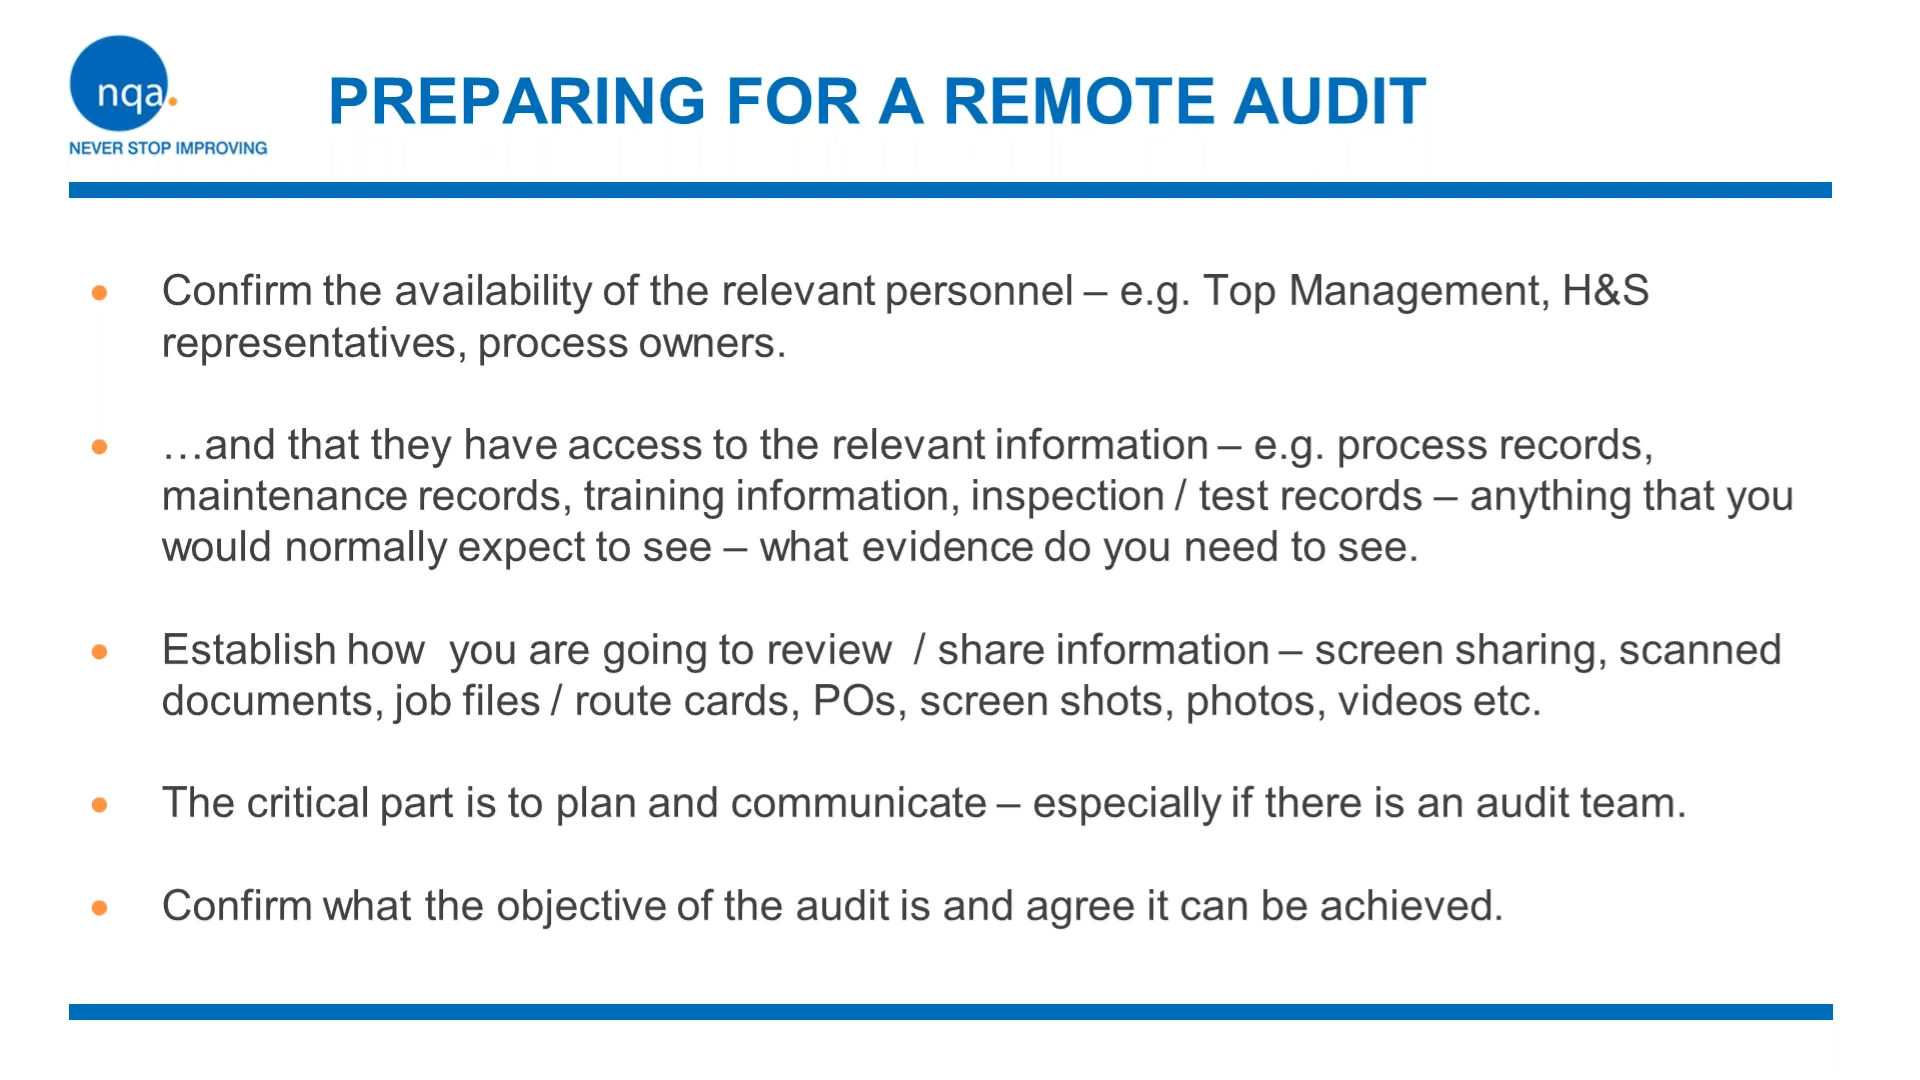 nqa.
NEVER STOP IMPROVING
PREPARING FOR A REMOTE AUDIT
Confirm the availability of the relevant personnel – e.g. Top Management, H&S
representatives, process owners.
…and that they have access to the relevant information – e.g. process records,
maintenance records, training information, inspection / test records – anything that you
would normally expect to see – what evidence do you need to see.
Establish how  you are going to review  / share information – screen sharing, scanned
documents, job files / route cards, POs, screen shots, photos, videos etc.
The critical part is to plan and communicate – especially if there is an audit team.
Confirm what the objective of the audit is and agree it can be achieved.